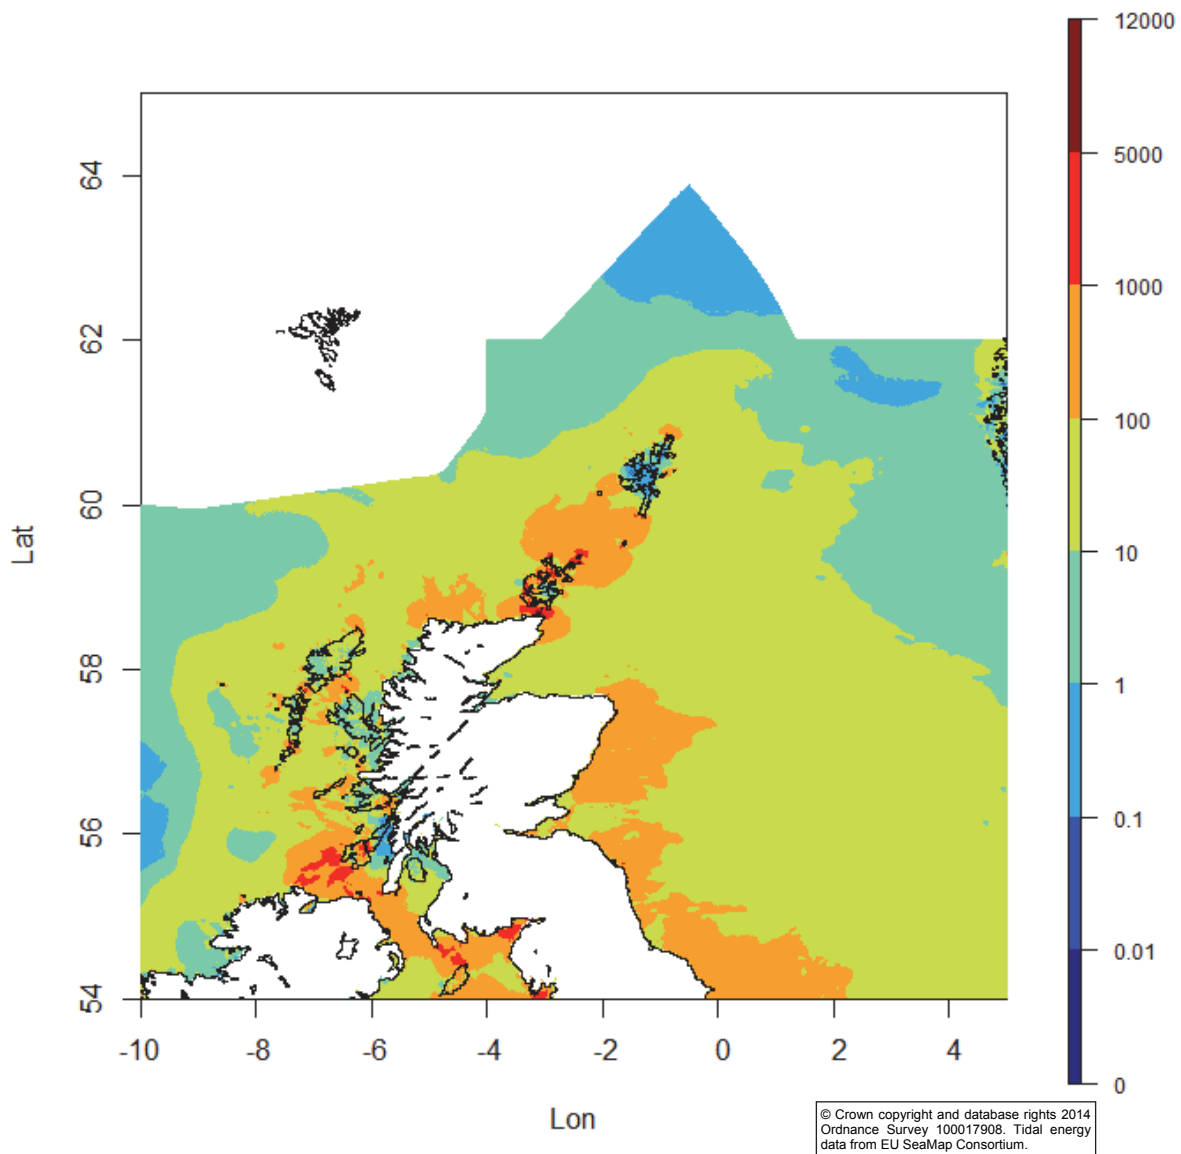 12000
5000
1000
100
10
1
0.1
0.01
0
Lat
64
62
60
58
56
54
-10 -8 -6 -4 -2 0 2 4
Lon
© Crown copyright and database rights 2014
Ordnance Survey 100017908. Tidal energy
data from EU SeaMap Consortium.